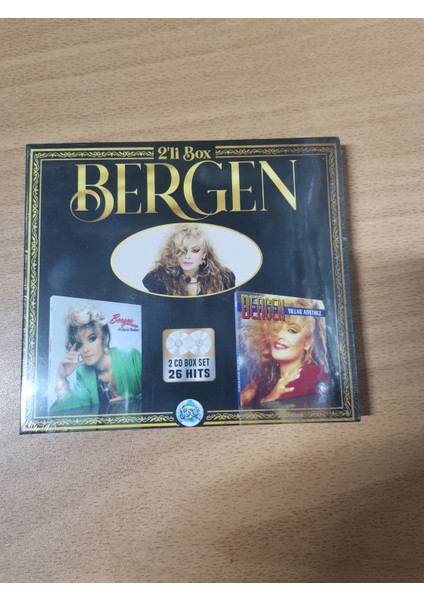 2'li Box
BERGEN
Bergen
BERGEN
YILLAR AFFETMEZ
2 CD BOX SET
26 HITS